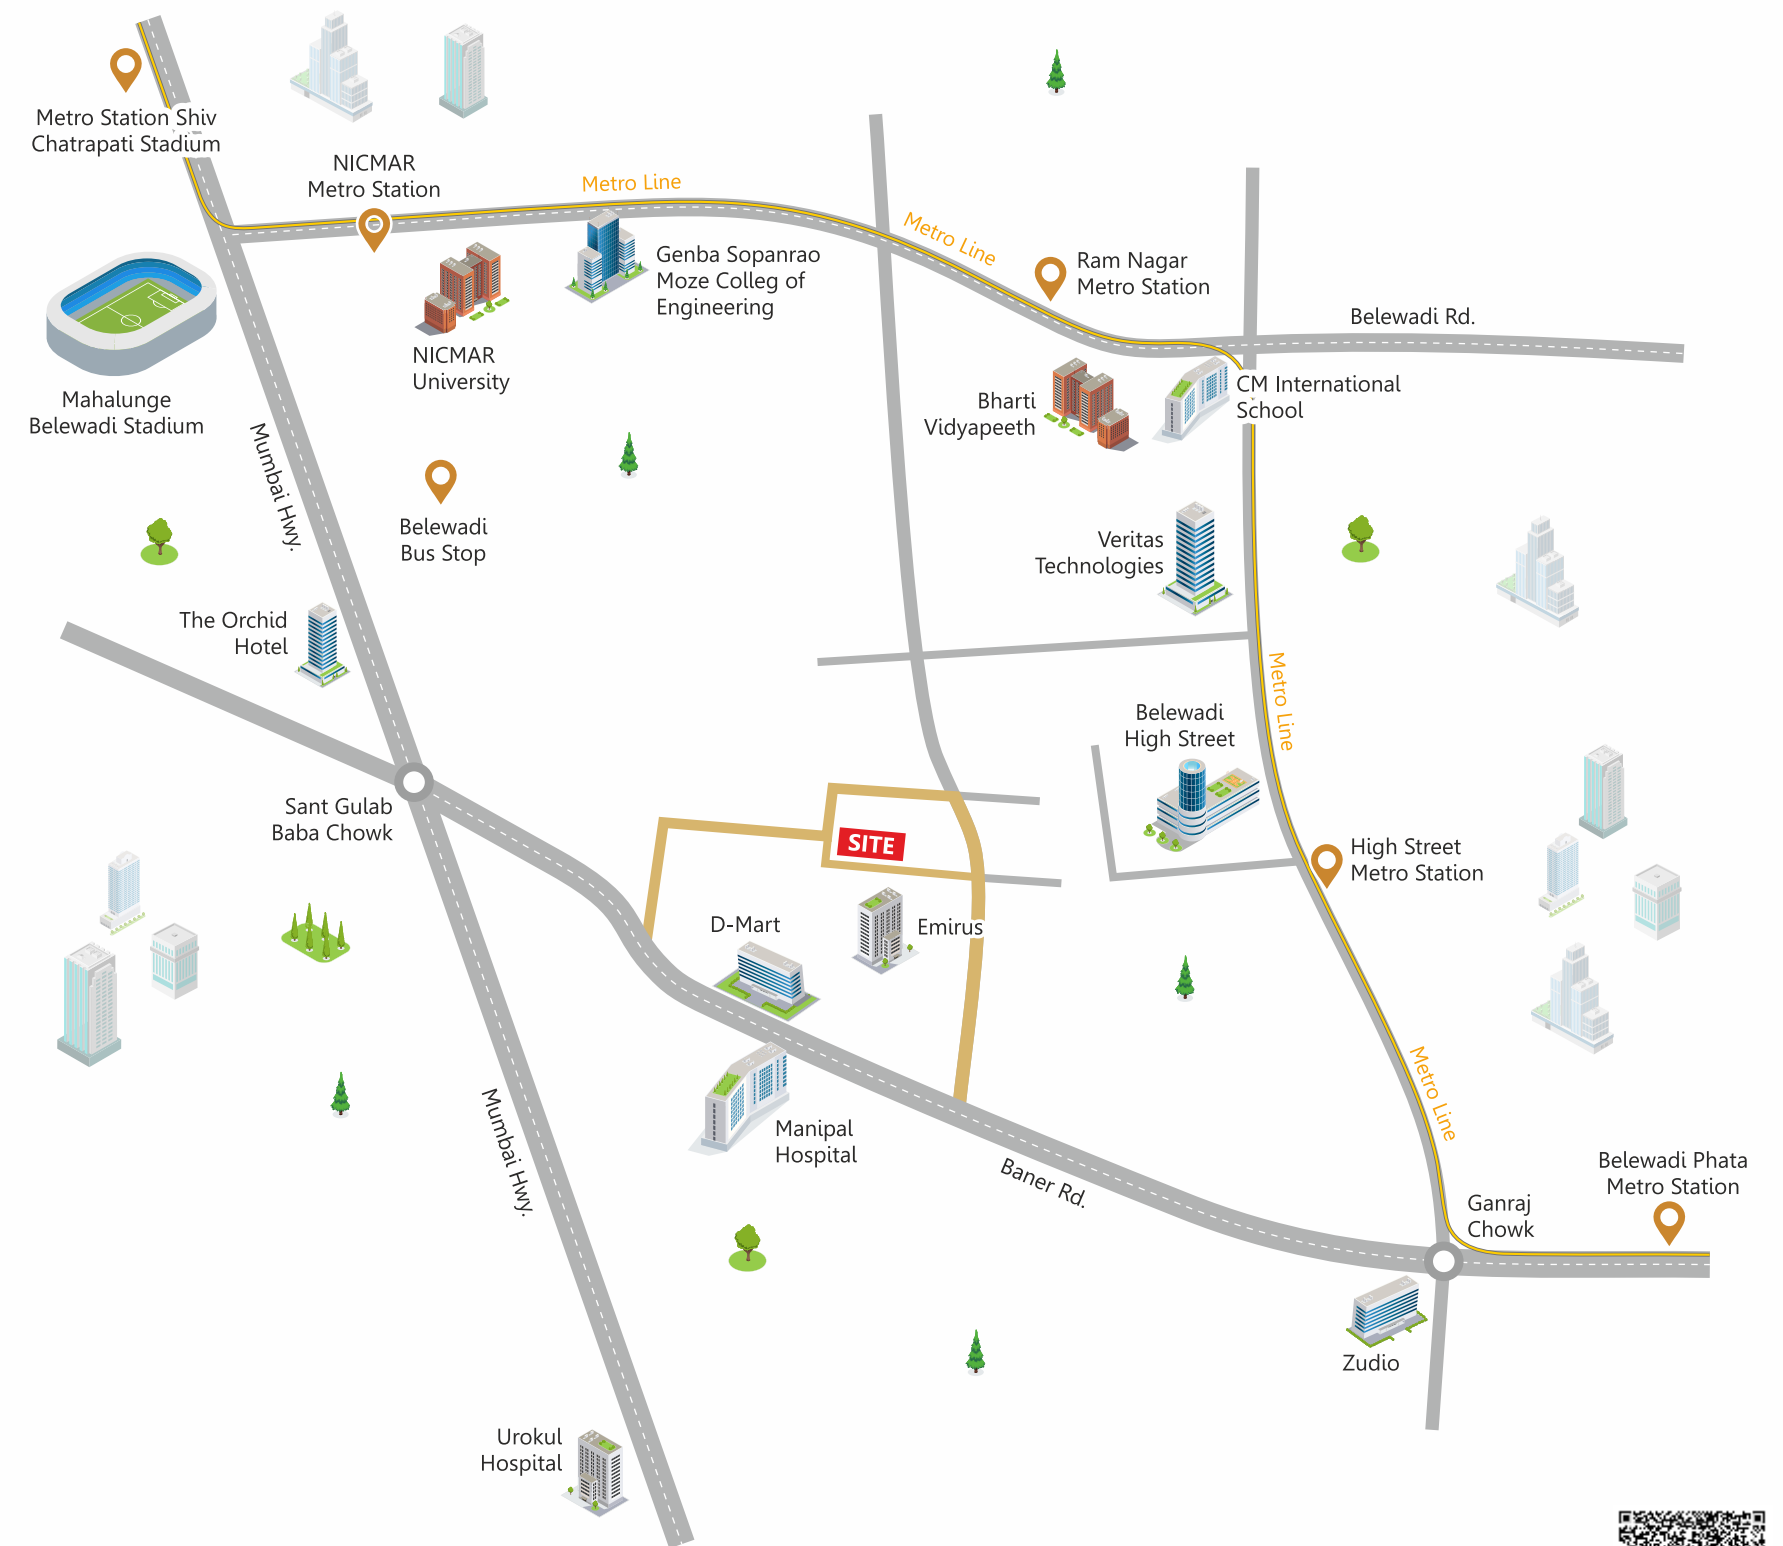 Metro Station Shiv
Chatrapati Stadium
NICMAR
Metro Station
Metro Line
Metro Line
Genba Sopanrao
Moze Colleg of
Engineering
Ram Nagar
Metro Station
Belewadi Rd.
NICMAR
University
Mahalunge
Belewadi Stadium
Bharti
Vidyapeeth
CM International
School
Mumbai Hwy.
Belewadi
Bus Stop
Veritas
Technologies
The Orchid
Hotel
Metro Line
Belewadi
High Street
Sant Gulab
Baba Chowk
SITE
High Street
Metro Station
D-Mart
Emirus
Metro Line
Mumbai Hwy.
Manipal
Hospital
Baner Rd.
Belewadi Phata
Metro Station
Ganraj
Chowk
Zudio
Urokul
Hospital